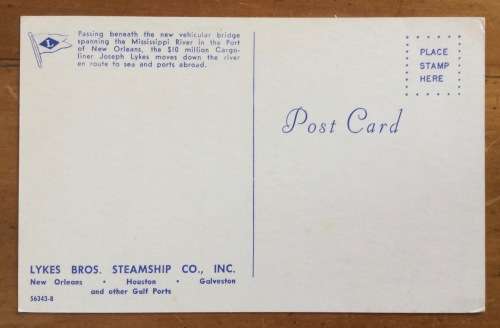 L
Passing beneath the new vehicular bridge
spanning the Mississippi River in the Port
of New Orleans, the $10 million Cargo-
liner Joseph Lykes moves down the river
en route to sea and ports abroad.
PLACE
STAMP
HERE
Post Card
LYKES BROS. STEAMSHIP CO., INC.
New Orleans • Houston • Galveston
and other Gulf Ports
56343-B